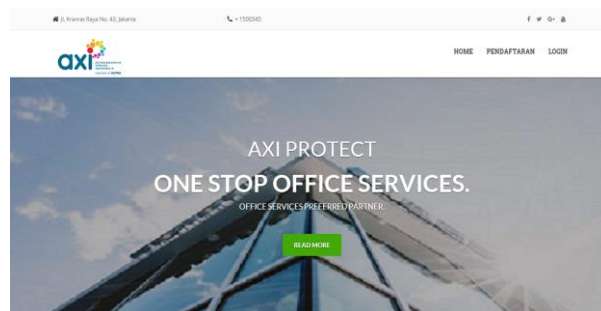 Jl. Kramat Raya No. 43, Jakarta
+ 1500345
axi
HOME PENDAFTARAN LOGIN
AXI PROTECT
ONE STOP OFFICE SERVICES.
OFFICE SERVICES PREFERRED PARTNER.
READ MORE